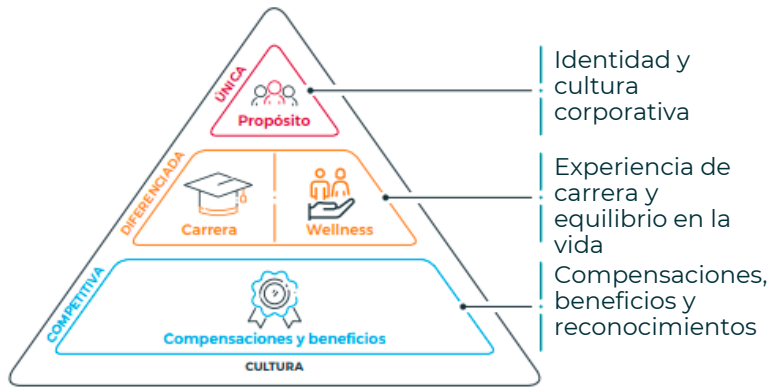 ÚNICA
Propósito
Identidad y
cultura
corporativa
DIFERENCIADA
Carrera
Wellness
Experiencia de
carrera y
equilibrio en la
vida
COMPETITIVA
Compensaciones y beneficios
Compensaciones,
beneficios y
reconocimientos
CULTURA